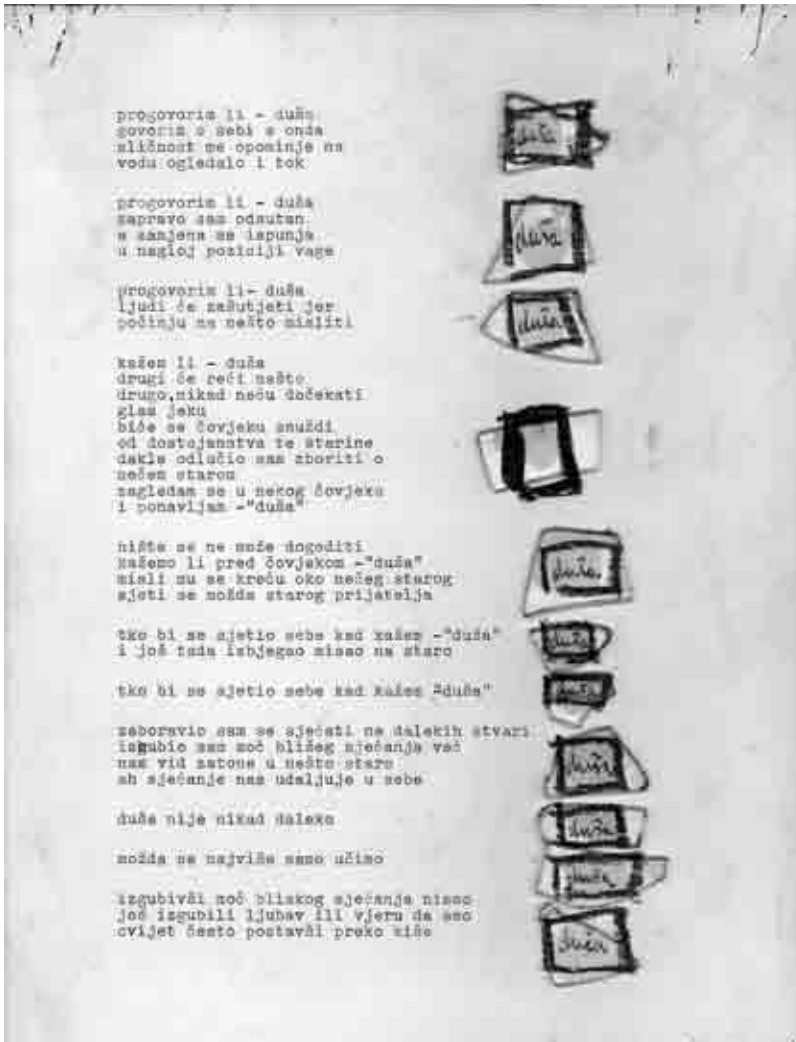 progovorim li - duša
govorim o sebi a onda
sličnost me opominje na
vodu ogledalo i tok
progovorim li - duša
zapravo sam odsutan
a zamjena se ispunja
u nagloj poziciji vage
progovorim li- duša
ljudi će zašutjeti jer
počinju na nešto misliti
kažem li - duša
drugi će reći nešto
drugo,nikad neću dočekati
glas jeku
biće se čovjeku snuždi
od dostojanstva te starine
dakle odlučio sam zboriti o
nečem starom
zagledam se u nekog čovjeka
i ponavljam -"duša"
ništa se ne može dogoditi
kažemo li pred čovjekom -"duša"
misli mu se kreću oko nečeg starog
sjeti se možda starog prijatelja
tko bi se sjetio sebe kad kažem -"duša"
i još tada izbjegao misao na staro
tko bi se sjetio sebe kad kažem -"duša"
zaboravio sam se sjećati na dalekih stvari
izgubio sam moć bližeg sjećanja već
nas vid zatone u nešto staro
ah sjećanje nas udaljuje u sebe
duša nije nikad daleko
možda se najviše samo učimo
izgubivši moć bliskog sjećanja nismo
još izgubili ljubav ili vjeru da smo
cvijet često postavši preko kiše
duša
duša
duša
duša
duša
duša
duša
duša
duša
duša